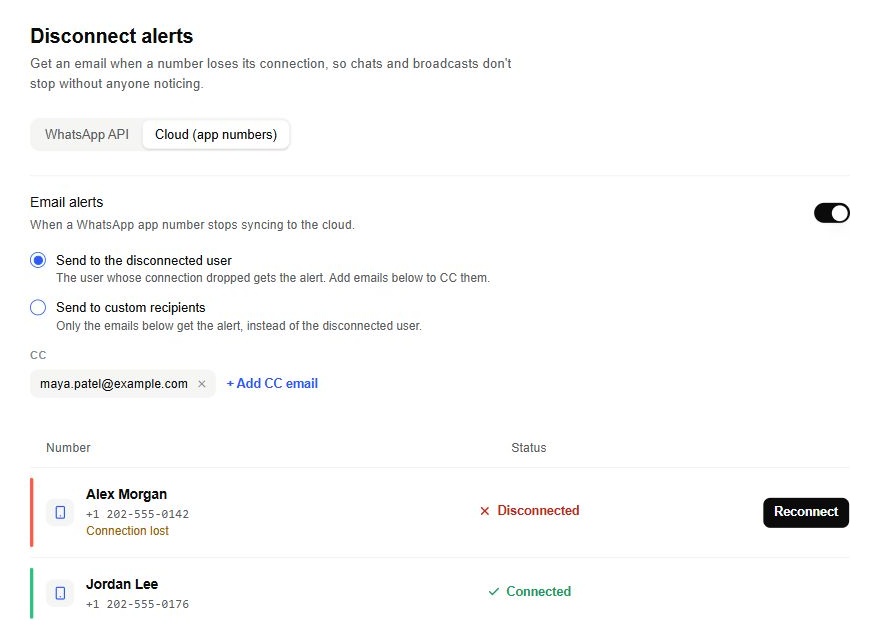 Disconnect alerts
Get an email when a number loses its connection, so chats and broadcasts don't
stop without anyone noticing.
WhatsApp API
Cloud (app numbers)
Email alerts
When a WhatsApp app number stops syncing to the cloud.
Send to the disconnected user
The user whose connection dropped gets the alert. Add emails below to CC them.
Send to custom recipients
Only the emails below get the alert, instead of the disconnected user.
CC
maya.patel@example.com ×
+ Add CC email
Number
Status
Alex Morgan
+1 202-555-0142
Connection lost
Disconnected
Reconnect
Jordan Lee
+1 202-555-0176
Connected